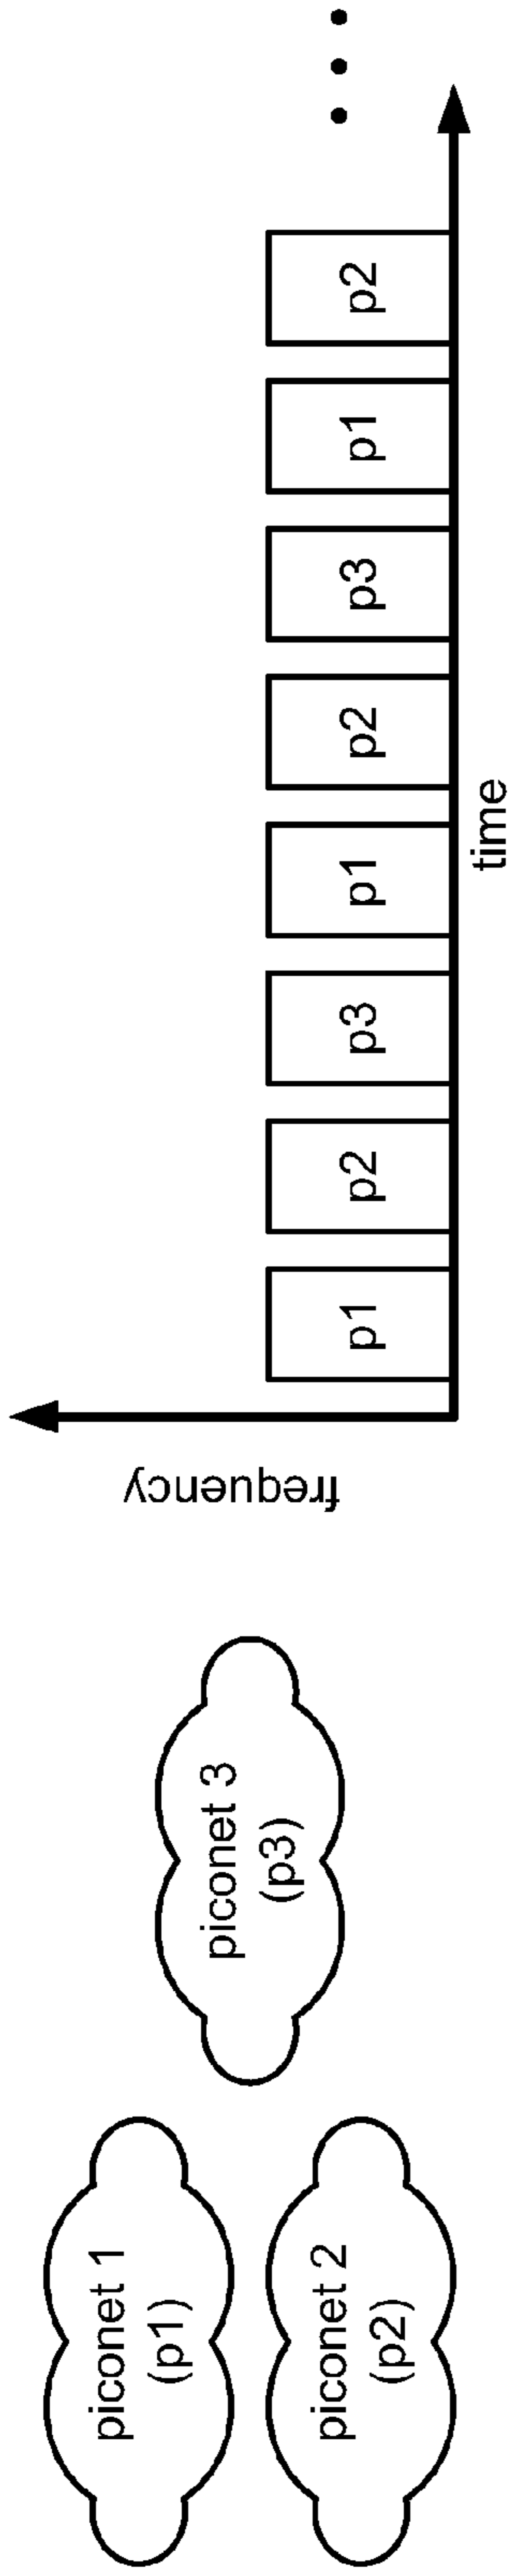 piconet 1
(p1)
piconet 2
(p2)
piconet 3
(p3)
frequency
p1
p2
p3
p1
p2
p3
p1
p2
time